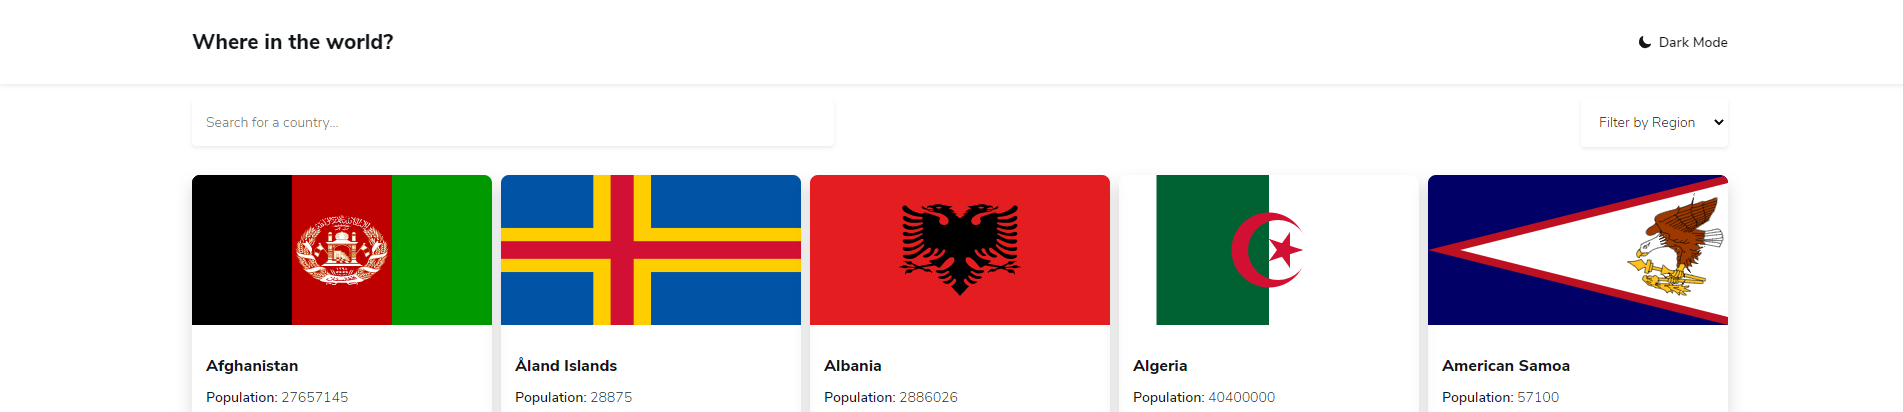 Where in the world?
Dark Mode
Search for a country...
Filter by Region
Afghanistan
Population: 27657145
Åland Islands
Population: 28875
Albania
Population: 2886026
Algeria
Population: 40400000
American Samoa
Population: 57100